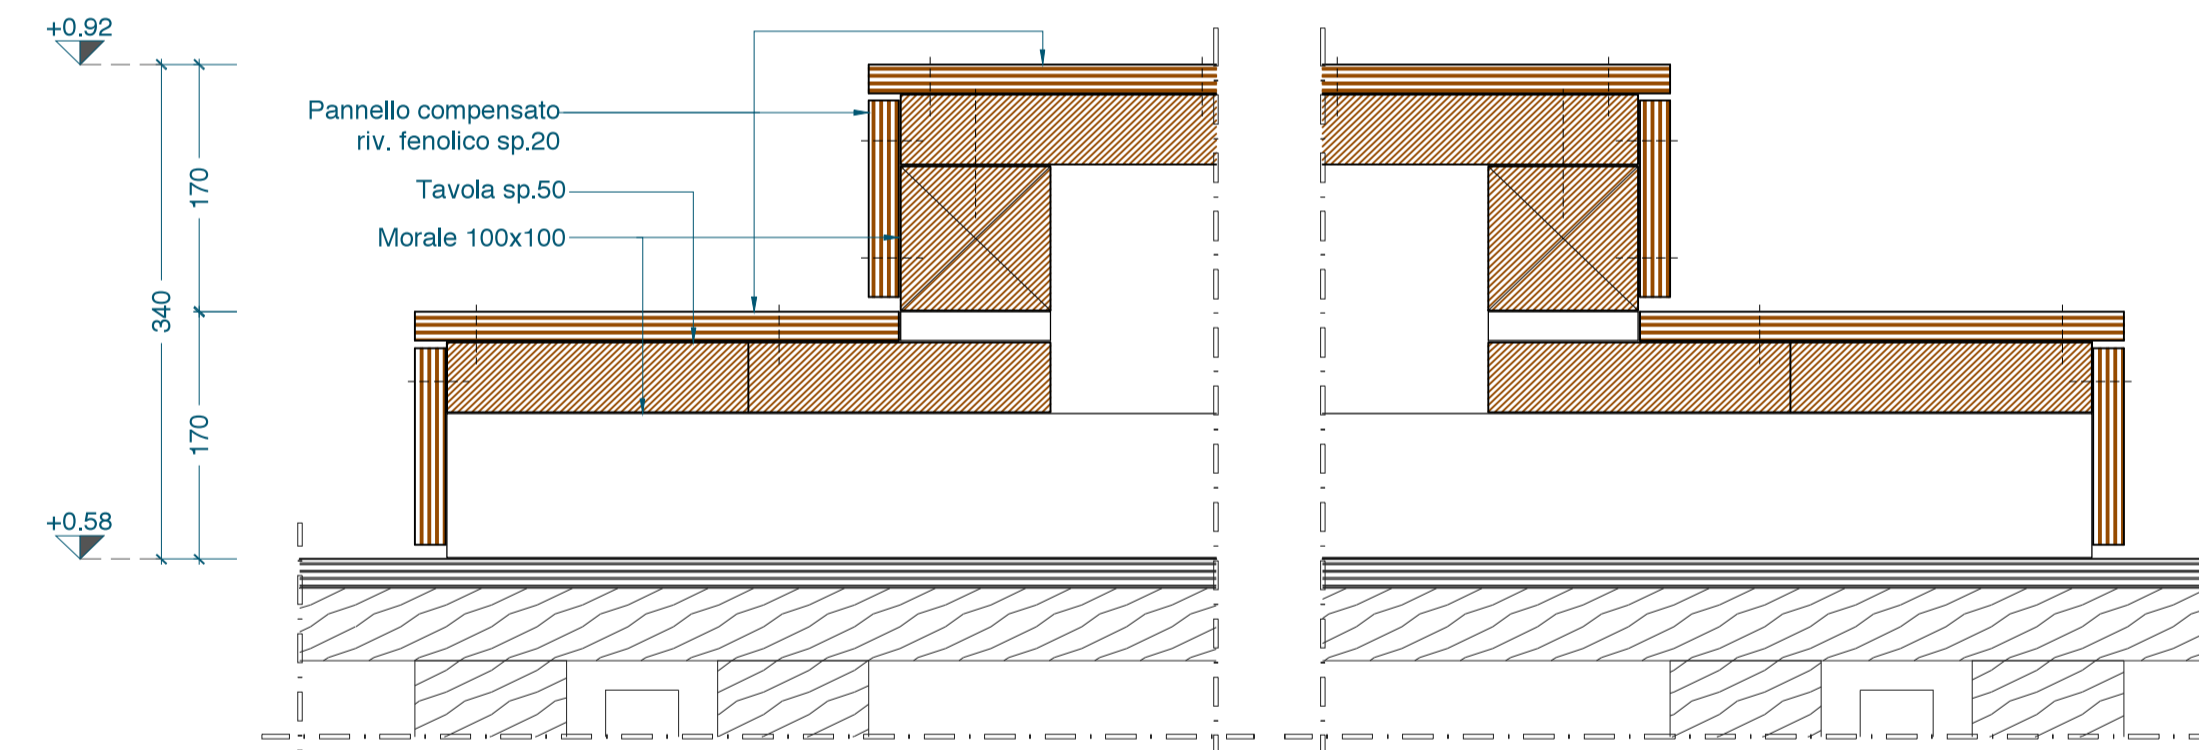 +0.92
Pannello compensato
riv. fenolico sp.20
170
Tavola sp.50
Morale 100x100
340
170
+0.58